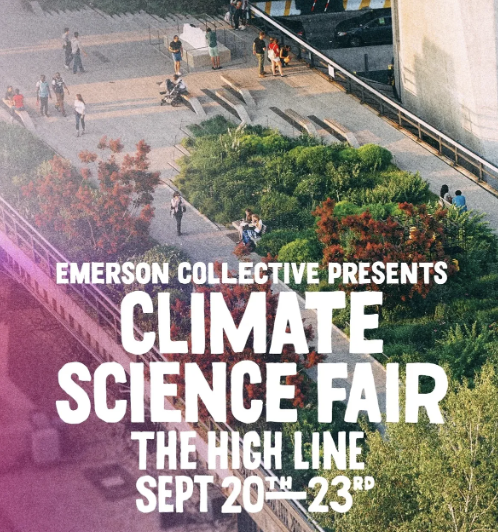 EMERSON COLLECTIVE PRESENTS
CLIMATE
SCIENCE FAIR
THE HIGH LINE
SEPT 20TH—23RD